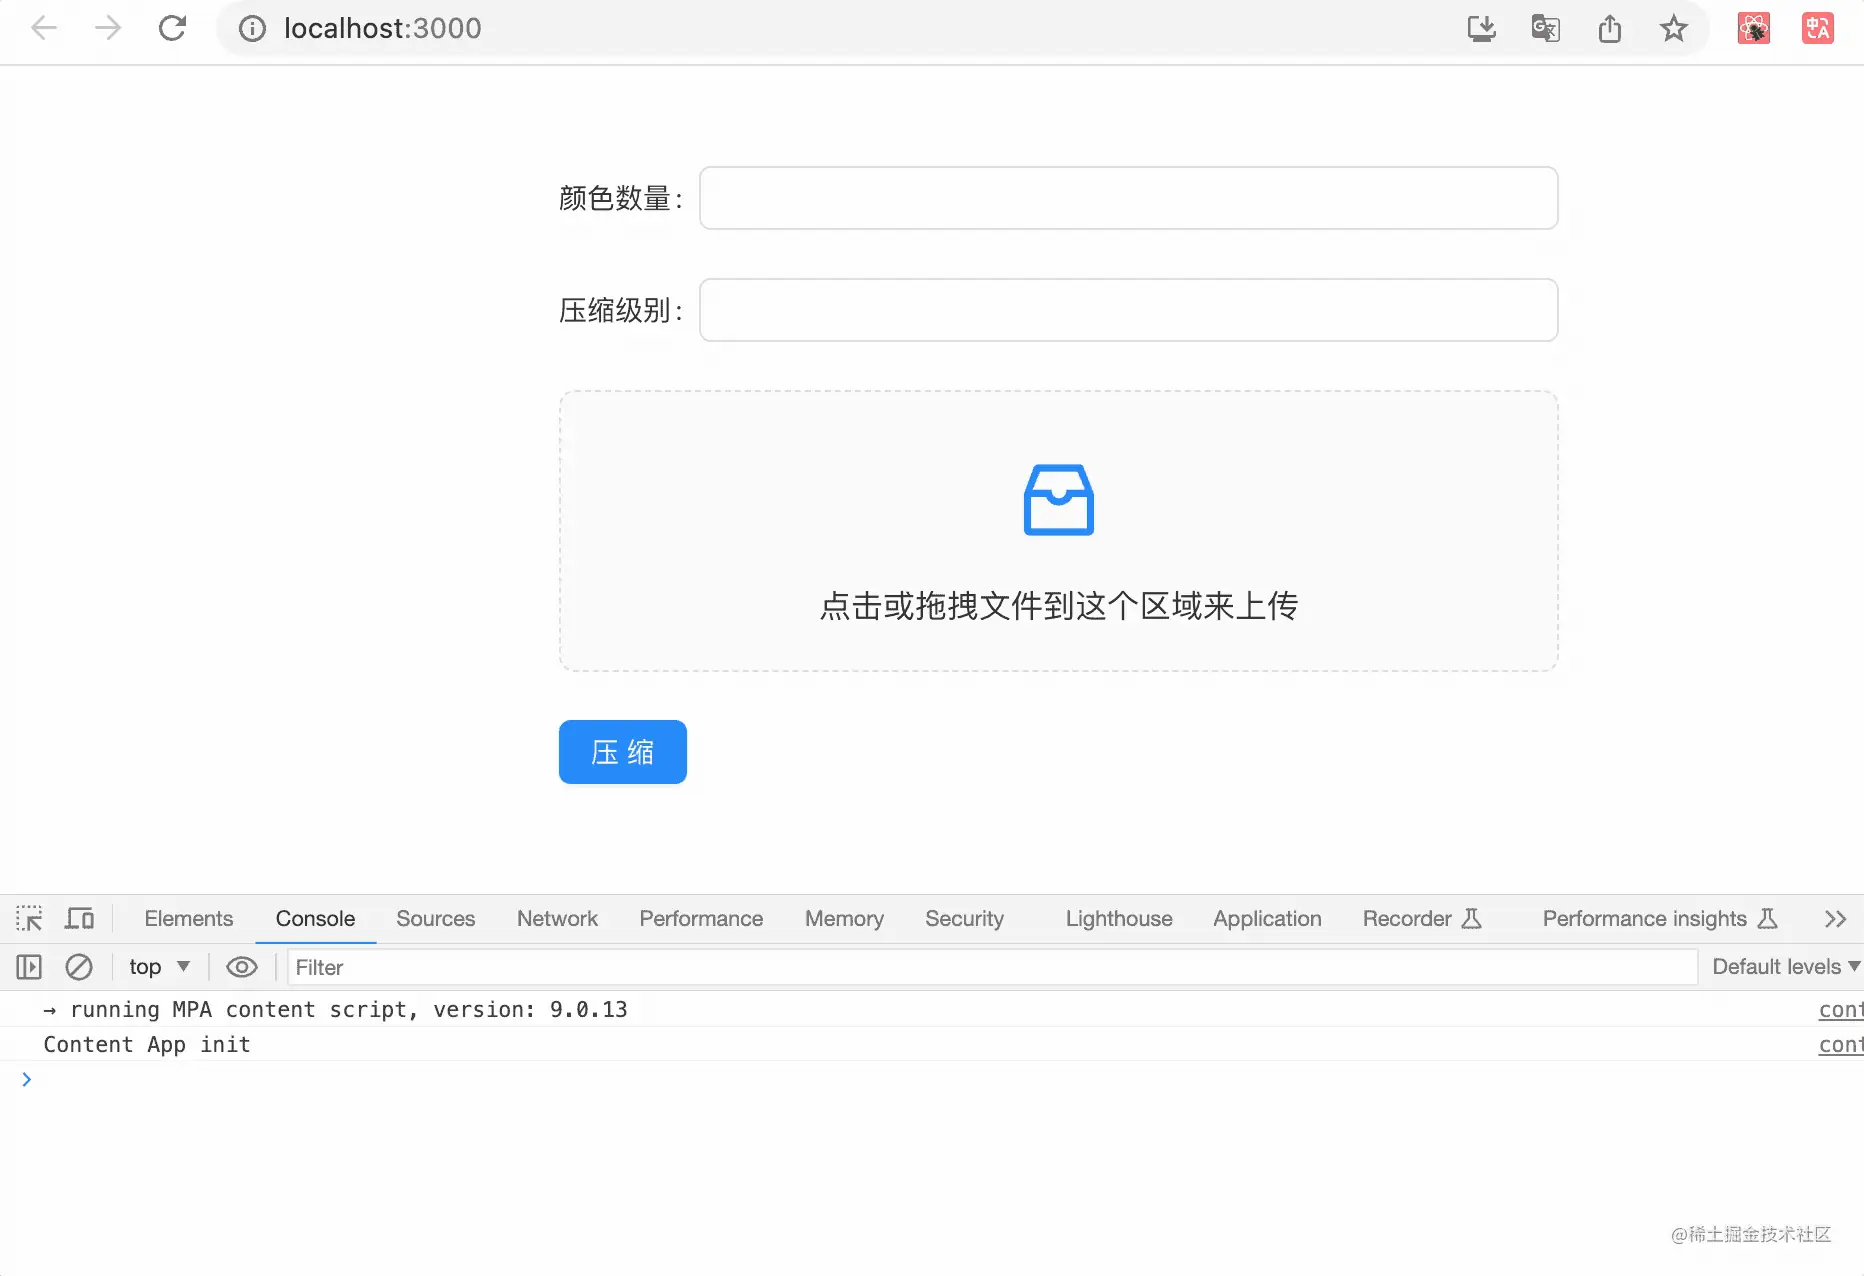 localhost:3000
颜色数量:
压缩级别:
点击或拖拽文件到这个区域来上传
压 缩
Elements Console Sources Network Performance Memory Security Lighthouse Application Recorder Performance insights
top Filter Default levels
→ running MPA content script, version: 9.0.13 cont
Content App init cont
@稀土掘金技术社区